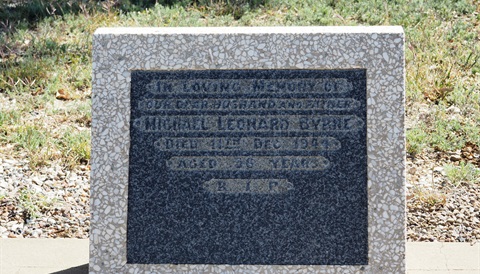 IN LOVING MEMORY OF
OUR DEAR HUSBAND AND FATHER
MICHAEL LEONARD BYRNE
DIED DEC
AGED YEARS
R.I.P.